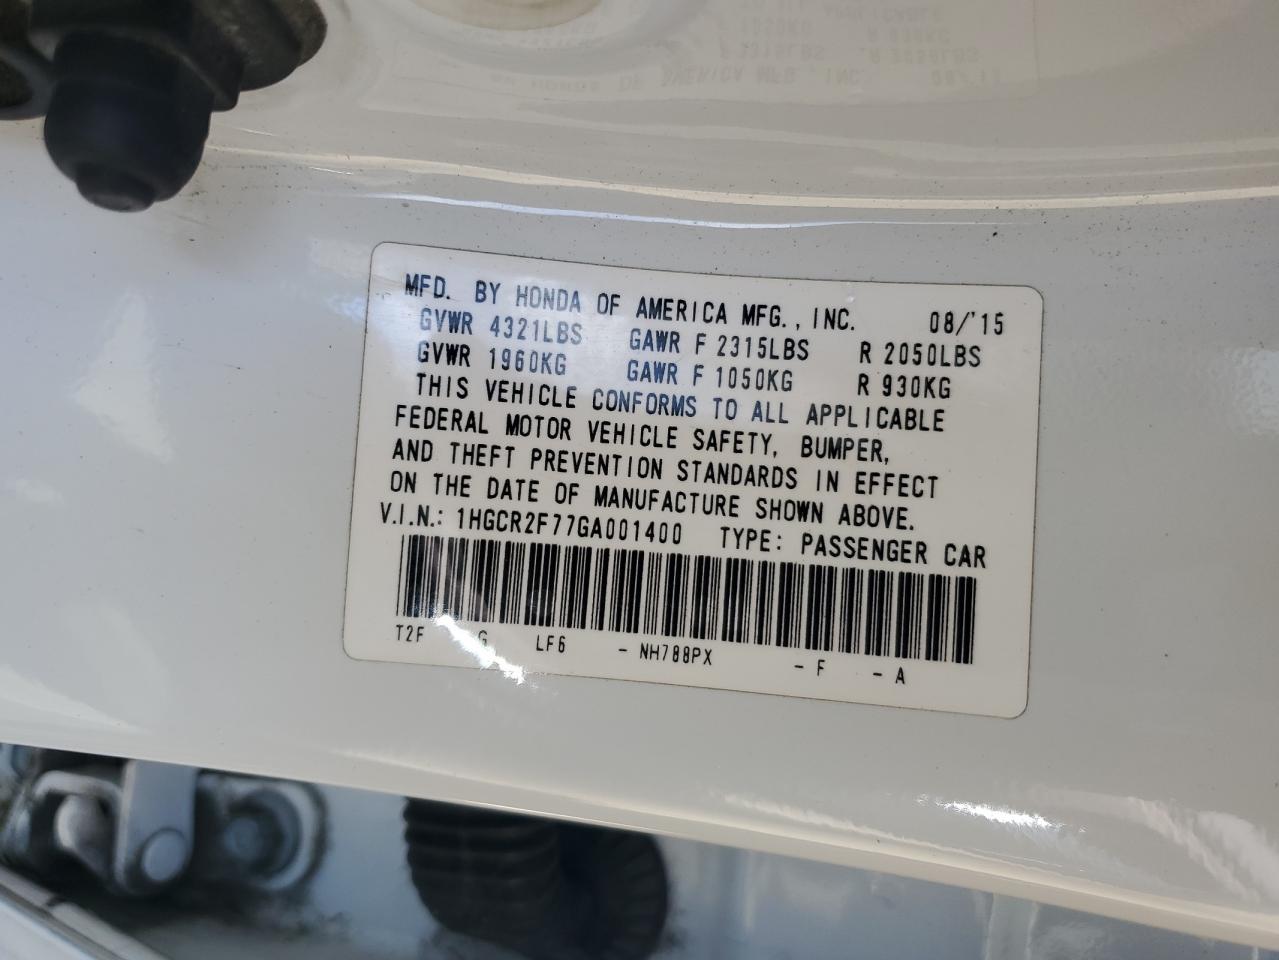 MFD. BY HONDA OF AMERICA MFG., INC. 08/'15
GVWR 4321LBS GAWR F 2315LBS R 2050LBS
GVWR 1960KG GAWR F 1050KG R 930KG
THIS VEHICLE CONFORMS TO ALL APPLICABLE
FEDERAL MOTOR VEHICLE SAFETY, BUMPER,
AND THEFT PREVENTION STANDARDS IN EFFECT
ON THE DATE OF MANUFACTURE SHOWN ABOVE.
V.I.N.: 1HGCR2F77GA001400 TYPE: PASSENGER CAR
T2F G LF6 - NH788PX - F - A